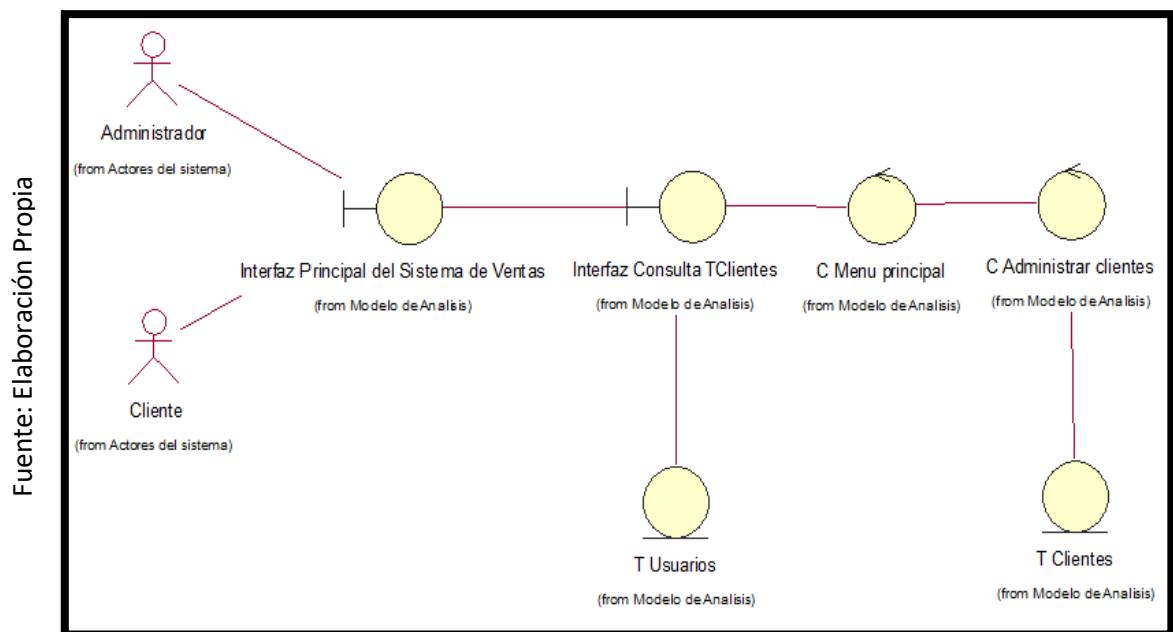 Fuente: Elaboración Propia
Administrador
(from Actores del sistema)
Interfaz Principal del Sistema de Ventas
(from Modelo de Analisis)
Interfaz Consulta TClientes
(from Modelo de Analisis)
C Menu principal
(from Modelo de Analisis)
C Administrar clientes
(from Modelo de Analisis)
Cliente
(from Actores del sistema)
T Usuarios
(from Modelo de Analisis)
T Clientes
(from Modelo de Analisis)